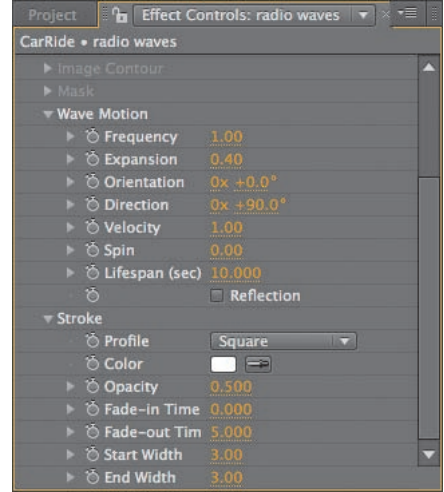 Project Effect Controls: radio waves
CarRide • radio waves
Image Contour
Mask
Wave Motion
Frequency 1.00
Expansion 0.40
Orientation 0x +0.0°
Direction 0x +90.0°
Velocity 1.00
Spin 0.00
Lifespan (sec) 10.000
Reflection
Stroke
Profile Square
Color
Opacity 0.500
Fade-in Time 0.000
Fade-out Tim 5.000
Start Width 3.00
End Width 3.00